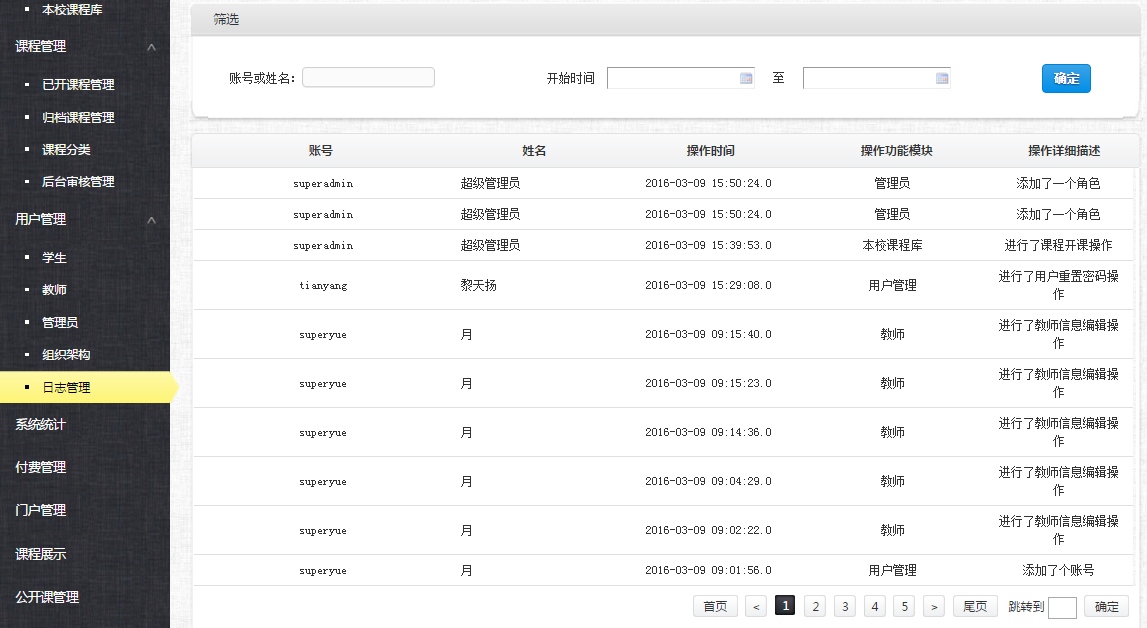 本校课程库
课程管理
已开课程管理
归档课程管理
课程分类
后台审核管理
用户管理
学生
教师
管理员
组织架构
日志管理
系统统计
付费管理
门户管理
课程展示
公开课管理
筛选
账号或姓名: 开始时间 至 确定
账号 姓名 操作时间 操作功能模块 操作详细描述
superadmin 超级管理员 2016-03-09 15:50:24.0 管理员 添加了一个角色
superadmin 超级管理员 2016-03-09 15:50:24.0 管理员 添加了一个角色
superadmin 超级管理员 2016-03-09 15:39:53.0 本校课程库 进行了课程开课操作
tianyang 黎天扬 2016-03-09 15:29:08.0 用户管理 进行了用户重置密码操
作
superyue 月 2016-03-09 09:15:40.0 教师 进行了教师信息编辑操
作
superyue 月 2016-03-09 09:15:23.0 教师 进行了教师信息编辑操
作
superyue 月 2016-03-09 09:14:36.0 教师 进行了教师信息编辑操
作
superyue 月 2016-03-09 09:04:29.0 教师 进行了教师信息编辑操
作
superyue 月 2016-03-09 09:02:22.0 教师 进行了教师信息编辑操
作
superyue 月 2016-03-09 09:01:56.0 用户管理 添加了个账号
首页 < 1 2 3 4 5 > 尾页 跳转到 确定